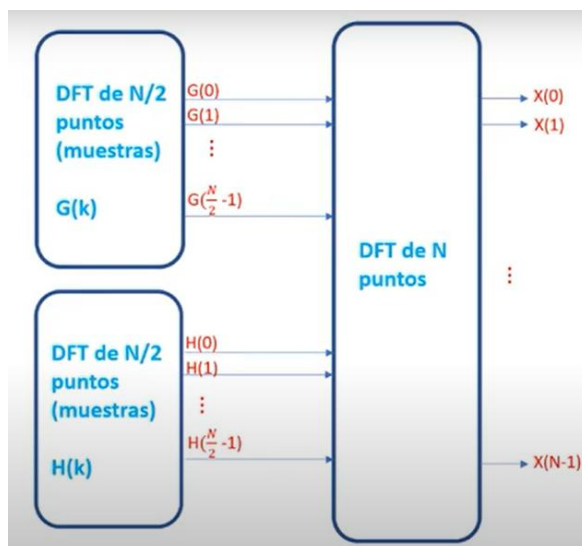 DFT de N/2
puntos
(muestras)
G(k)
G(0)
G(1)
⋮
G(N/2 -1)
DFT de N/2
puntos
(muestras)
H(k)
H(0)
H(1)
⋮
H(N/2 -1)
DFT de N
puntos
X(0)
X(1)
⋮
X(N-1)